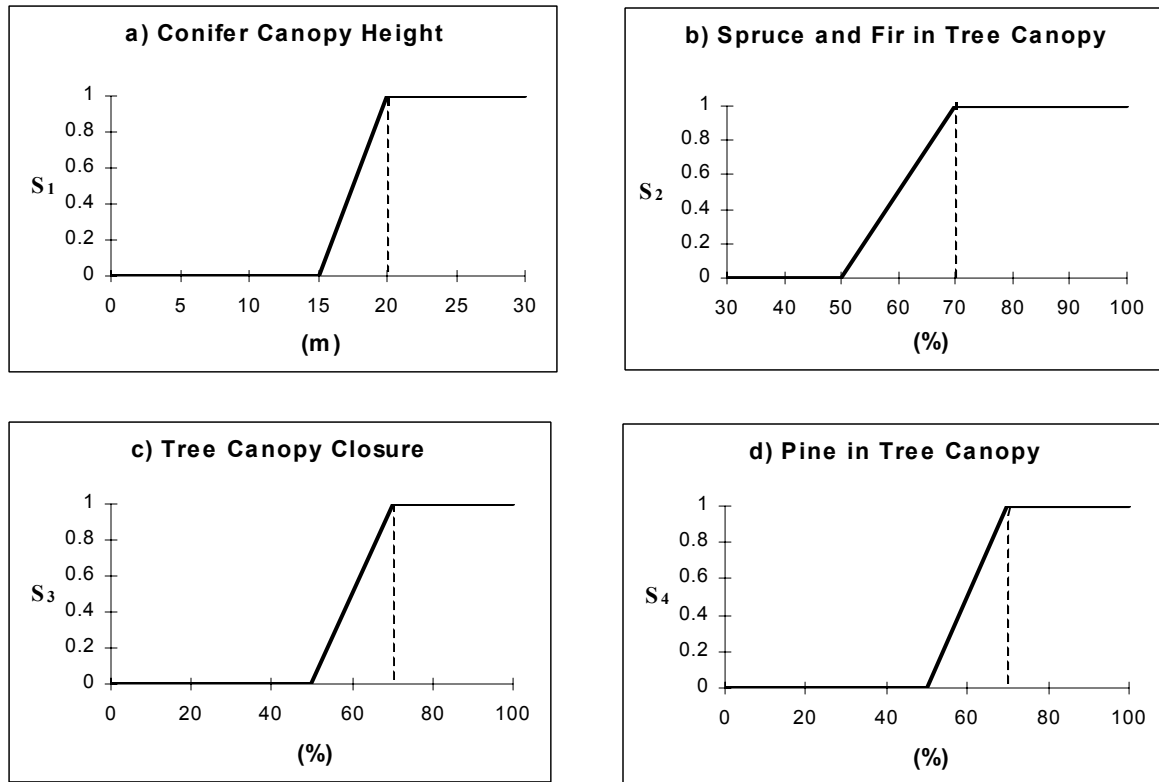 a) Conifer Canopy Height
1
0.8
0.6
0.4
0.2
0
S1
0 5 10 15 20 25 30
(m)
b) Spruce and Fir in Tree Canopy
1
0.8
0.6
0.4
0.2
0
S2
30 40 50 60 70 80 90 100
(%)
c) Tree Canopy Closure
1
0.8
0.6
0.4
0.2
0
S3
0 20 40 60 80 100
(%)
d) Pine in Tree Canopy
1
0.8
0.6
0.4
0.2
0
S4
0 20 40 60 80 100
(%)